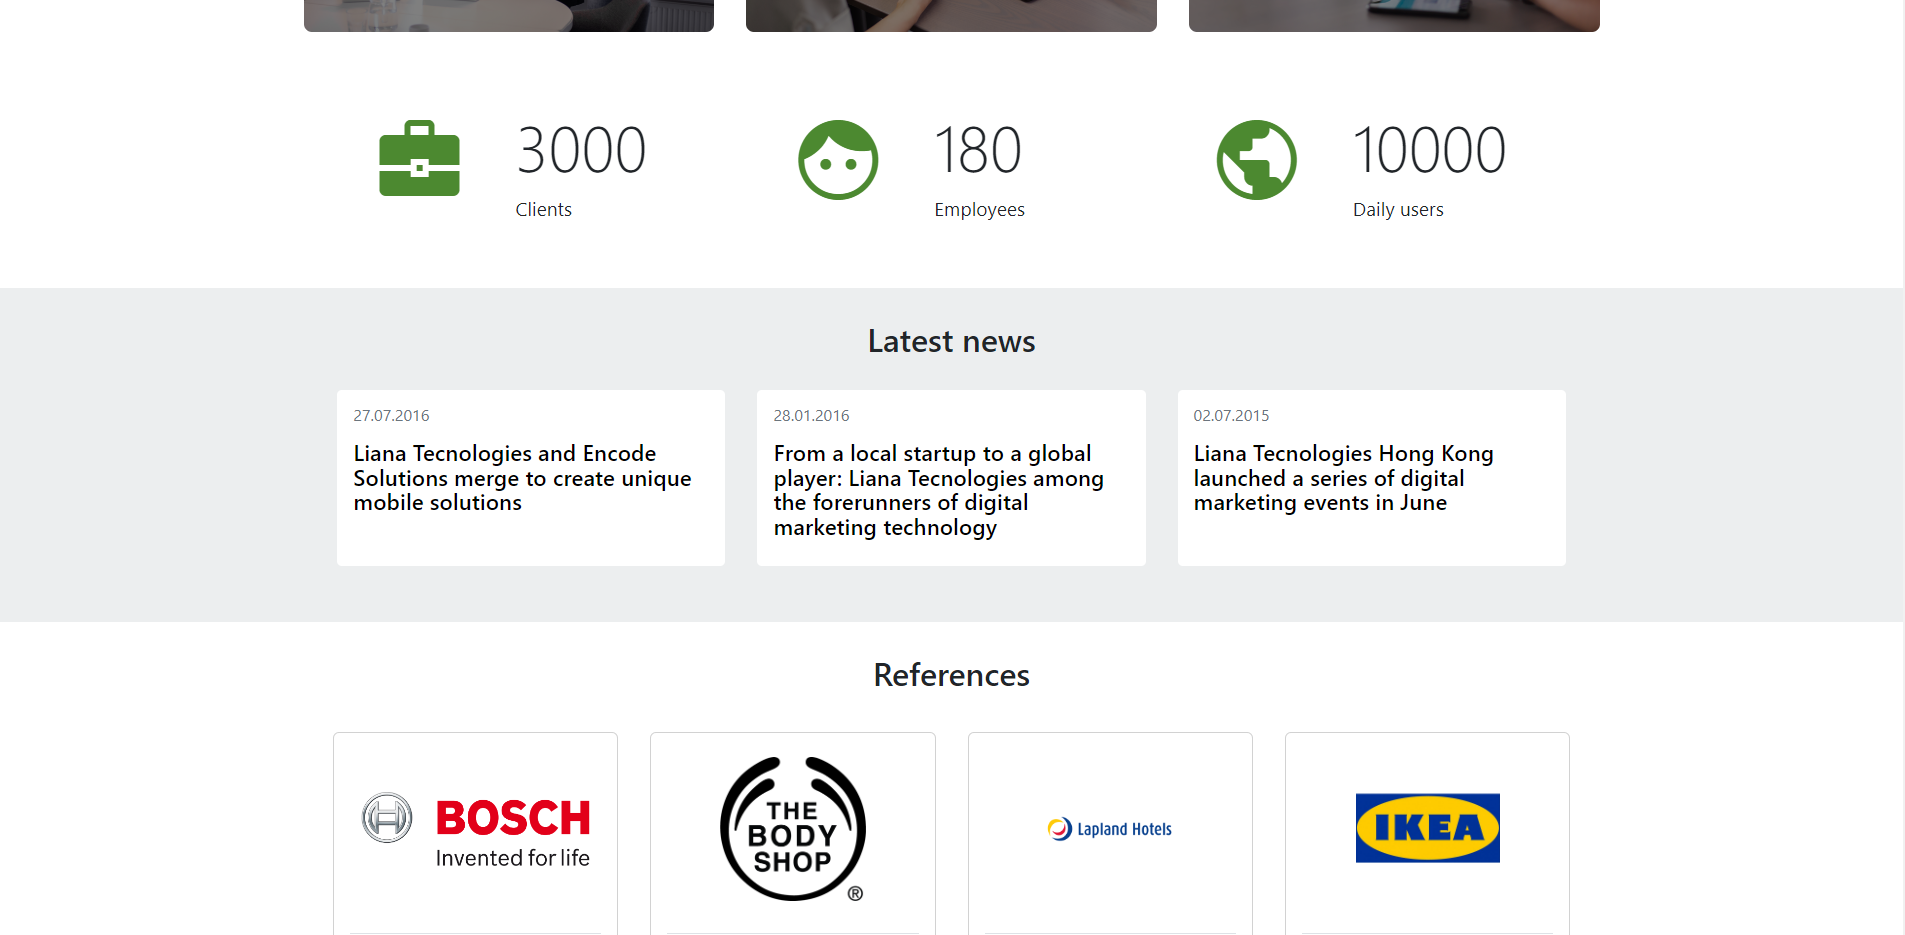 3000
Clients
180
Employees
10000
Daily users
Latest news
27.07.2016
Liana Tecnologies and Encode
Solutions merge to create unique
mobile solutions
28.01.2016
From a local startup to a global
player: Liana Tecnologies among
the forerunners of digital
marketing technology
02.07.2015
Liana Tecnologies Hong Kong
launched a series of digital
marketing events in June
References
BOSCH
Invented for life
THE
BODY
SHOP
®
Lapland Hotels
IKEA